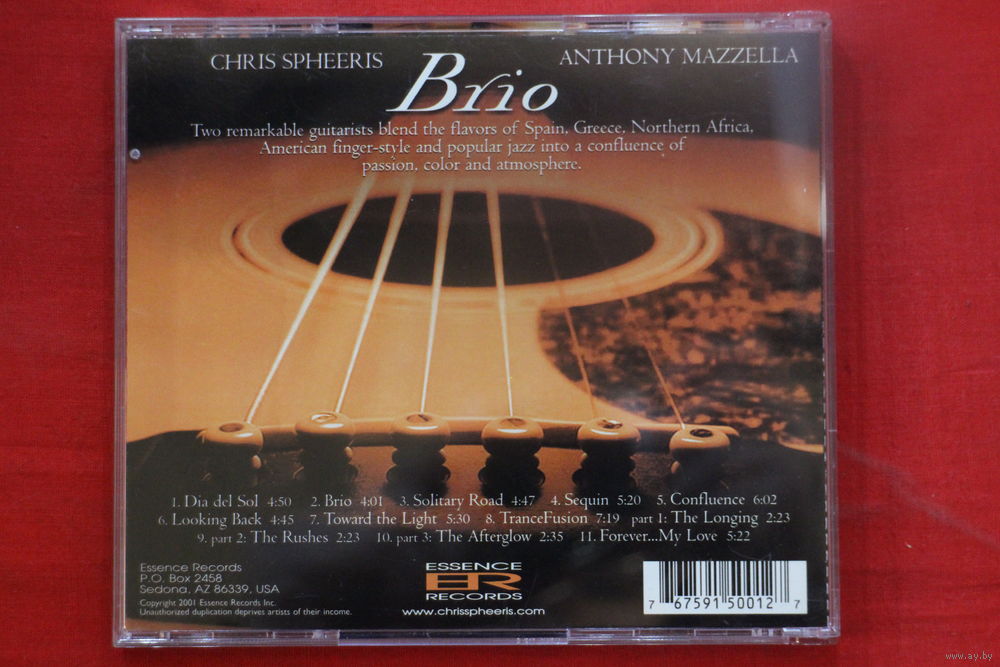 CHRIS SPHEERIS
ANTHONY MAZZELLA
Brio
Two remarkable guitarists blend the flavors of Spain, Greece, Northern Africa,
American finger-style and popular jazz into a confluence of
passion, color and atmosphere.
1. Dia del Sol 4:50 2. Brio 4:01 3. Solitary Road 4:47 4. Sequin 5:20 5. Confluence 6:02
6. Looking Back 4:45 7. Toward the Light 5:30 8. TranceFusion 7:19 part 1: The Longing 2:23
9. part 2: The Rushes 2:23 10. part 3: The Afterglow 2:35 11. Forever...My Love 5:22
Essence Records
P.O. Box 2458
Sedona, AZ 86339, USA
Copyright 2001 Essence Records Inc.
Unauthorized duplication deprives artists of their income.
ESSENCE
ER
RECORDS
www.chrisspheeris.com
7 67591 50012 7
www.ay.by